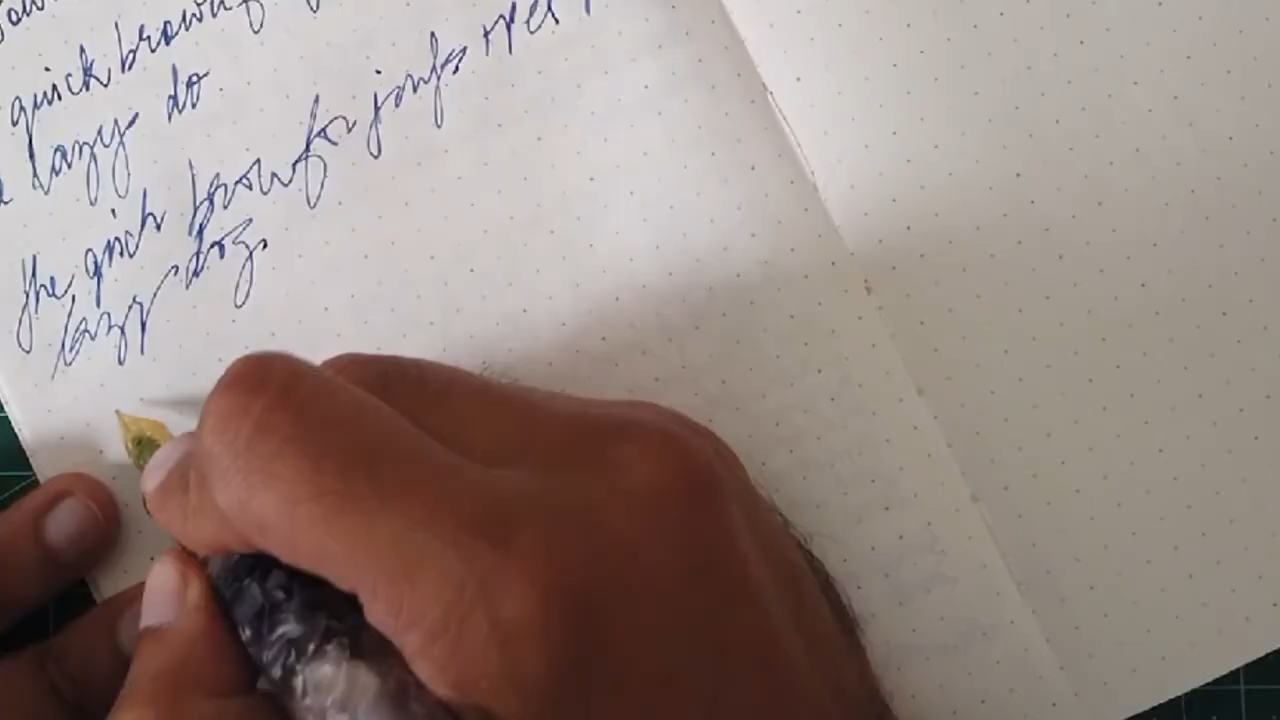 quick brown
lazy do
the quick brown fox jumps over
lazy dog